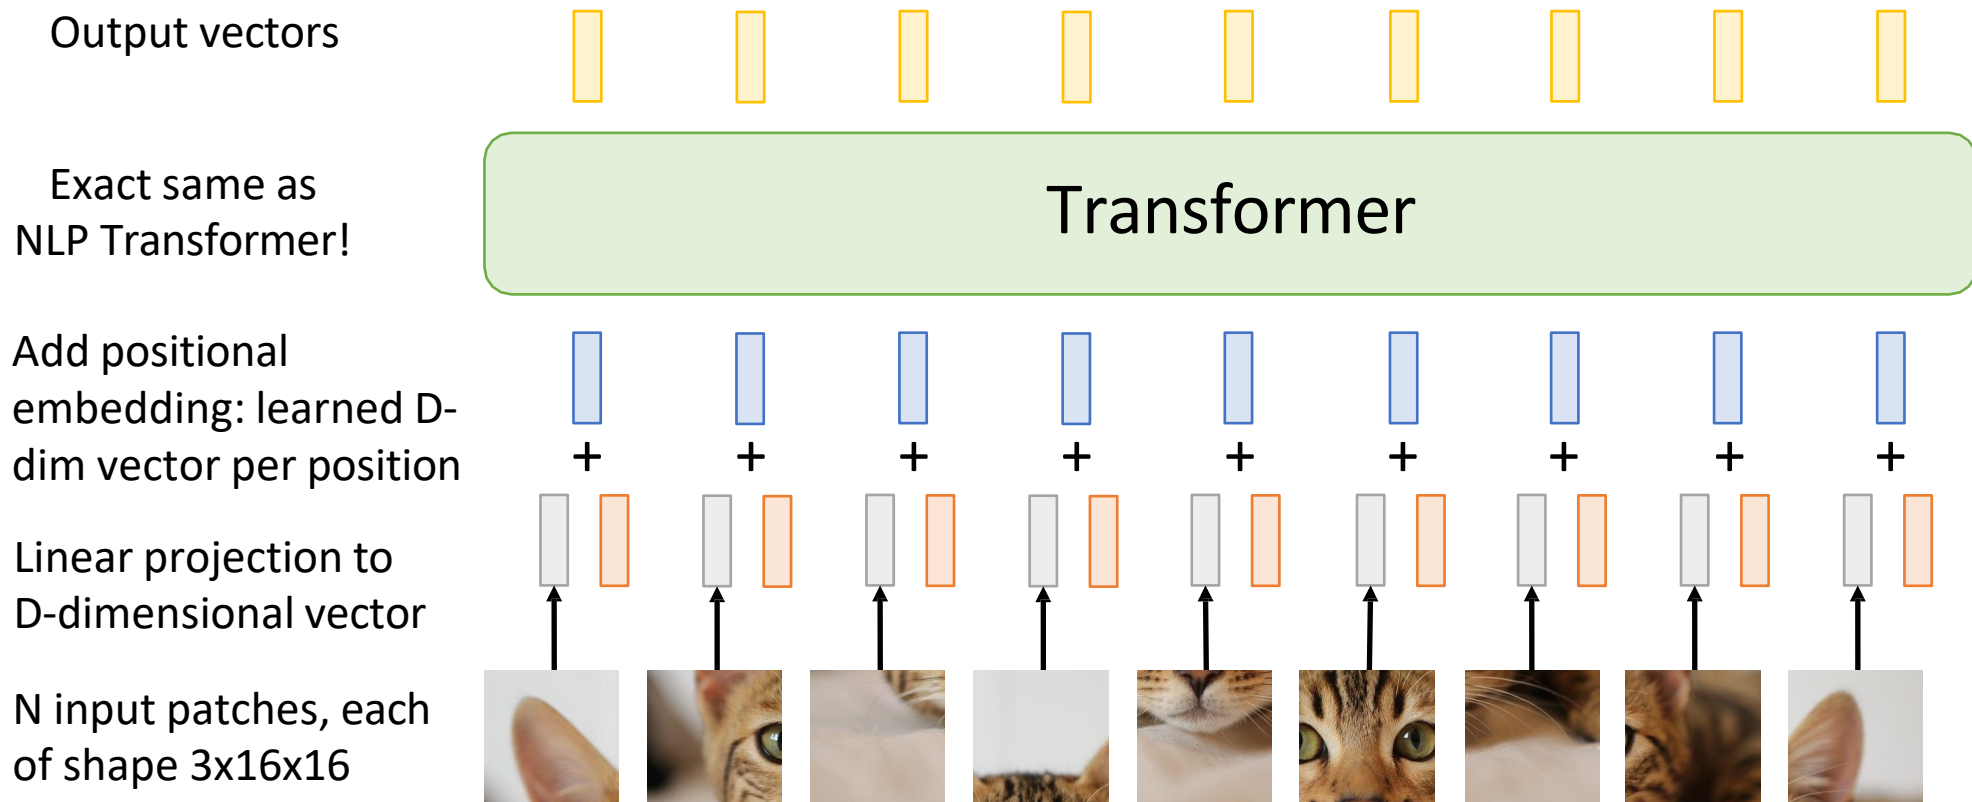 Output vectors
Exact same as
NLP Transformer!
Transformer
Add positional
embedding: learned D-
dim vector per position
+ + + + + + + + +
Linear projection to
D-dimensional vector
N input patches, each
of shape 3x16x16